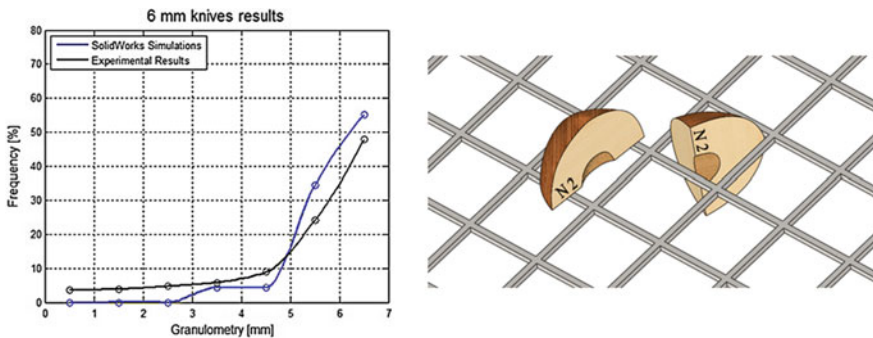 6 mm knives results
SolidWorks Simulations
Experimental Results
Frequency [%]
80
70
60
50
40
30
20
10
0
0 1 2 3 4 5 6 7
Granulometry [mm]
N2
N2